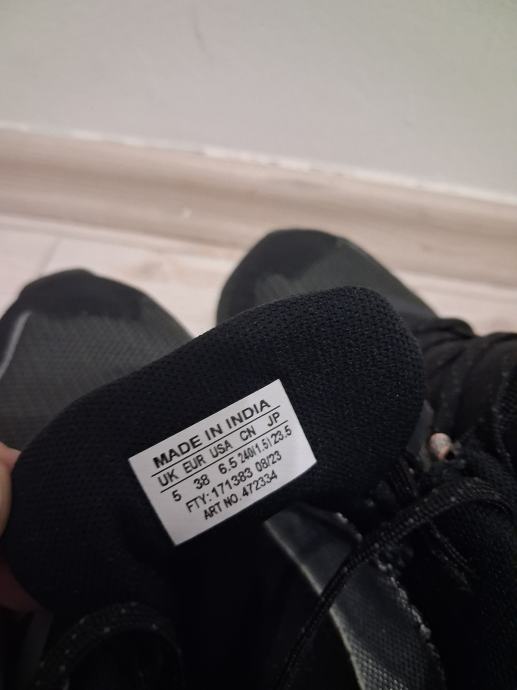 MADE IN INDIA
UK EUR USA CN JP
5 38 6.5 240(1.5) 23.5
FTY: 171383 08/23
ART NO. 472334